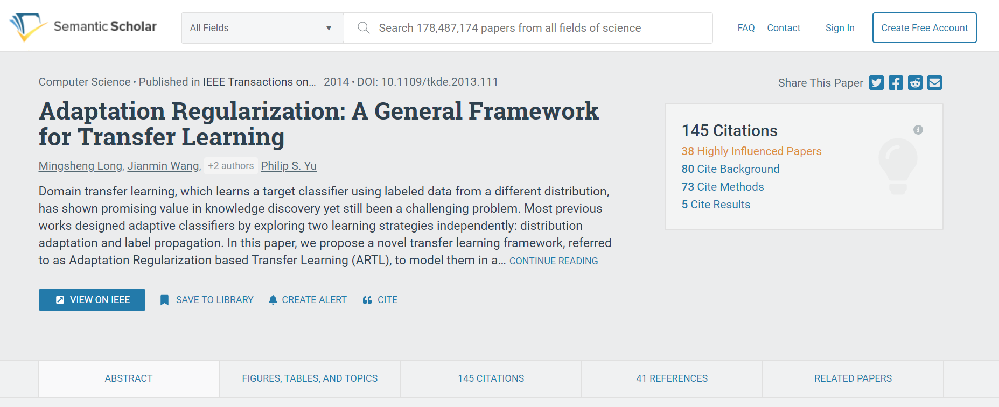 Semantic Scholar
All Fields
Search 178,487,174 papers from all fields of science
FAQ
Contact
Sign In
Create Free Account
Computer Science • Published in IEEE Transactions on… 2014 • DOI: 10.1109/tkde.2013.111
Share This Paper
Adaptation Regularization: A General Framework
for Transfer Learning
Mingsheng Long, Jianmin Wang, +2 authors Philip S. Yu
Domain transfer learning, which learns a target classifier using labeled data from a different distribution,
has shown promising value in knowledge discovery yet still been a challenging problem. Most previous
works designed adaptive classifiers by exploring two learning strategies independently: distribution
adaptation and label propagation. In this paper, we propose a novel transfer learning framework, referred
to as Adaptation Regularization based Transfer Learning (ARTL), to model them in a… CONTINUE READING
145 Citations
38 Highly Influenced Papers
80 Cite Background
73 Cite Methods
5 Cite Results
VIEW ON IEEE
SAVE TO LIBRARY
CREATE ALERT
CITE
ABSTRACT
FIGURES, TABLES, AND TOPICS
145 CITATIONS
41 REFERENCES
RELATED PAPERS